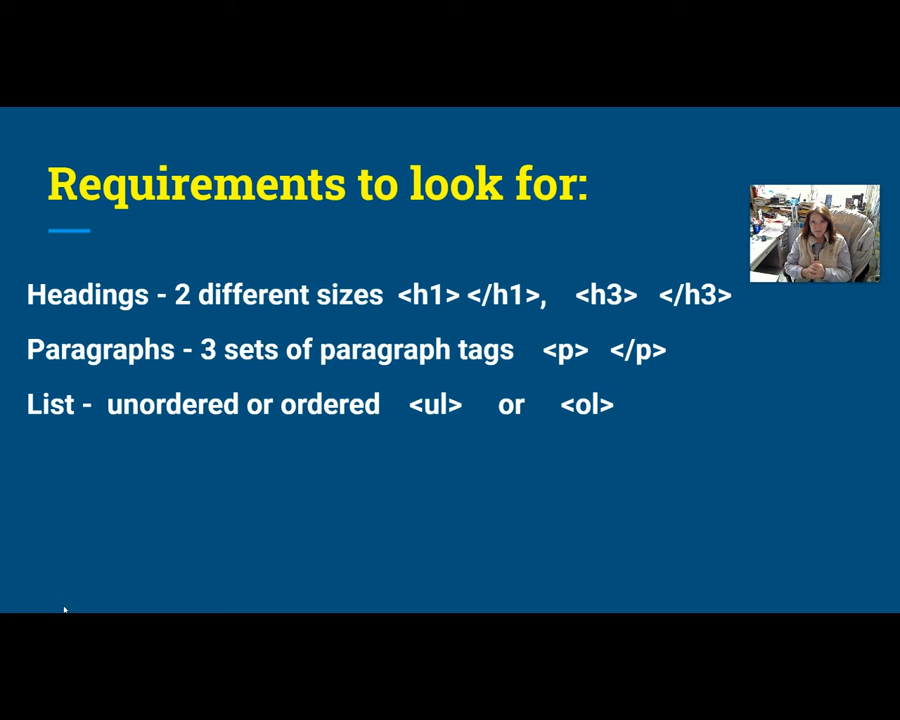 Requirements to look for:
Headings - 2 different sizes <h1> </h1>, <h3> </h3>
Paragraphs - 3 sets of paragraph tags <p> </p>
List - unordered or ordered <ul> or <ol>